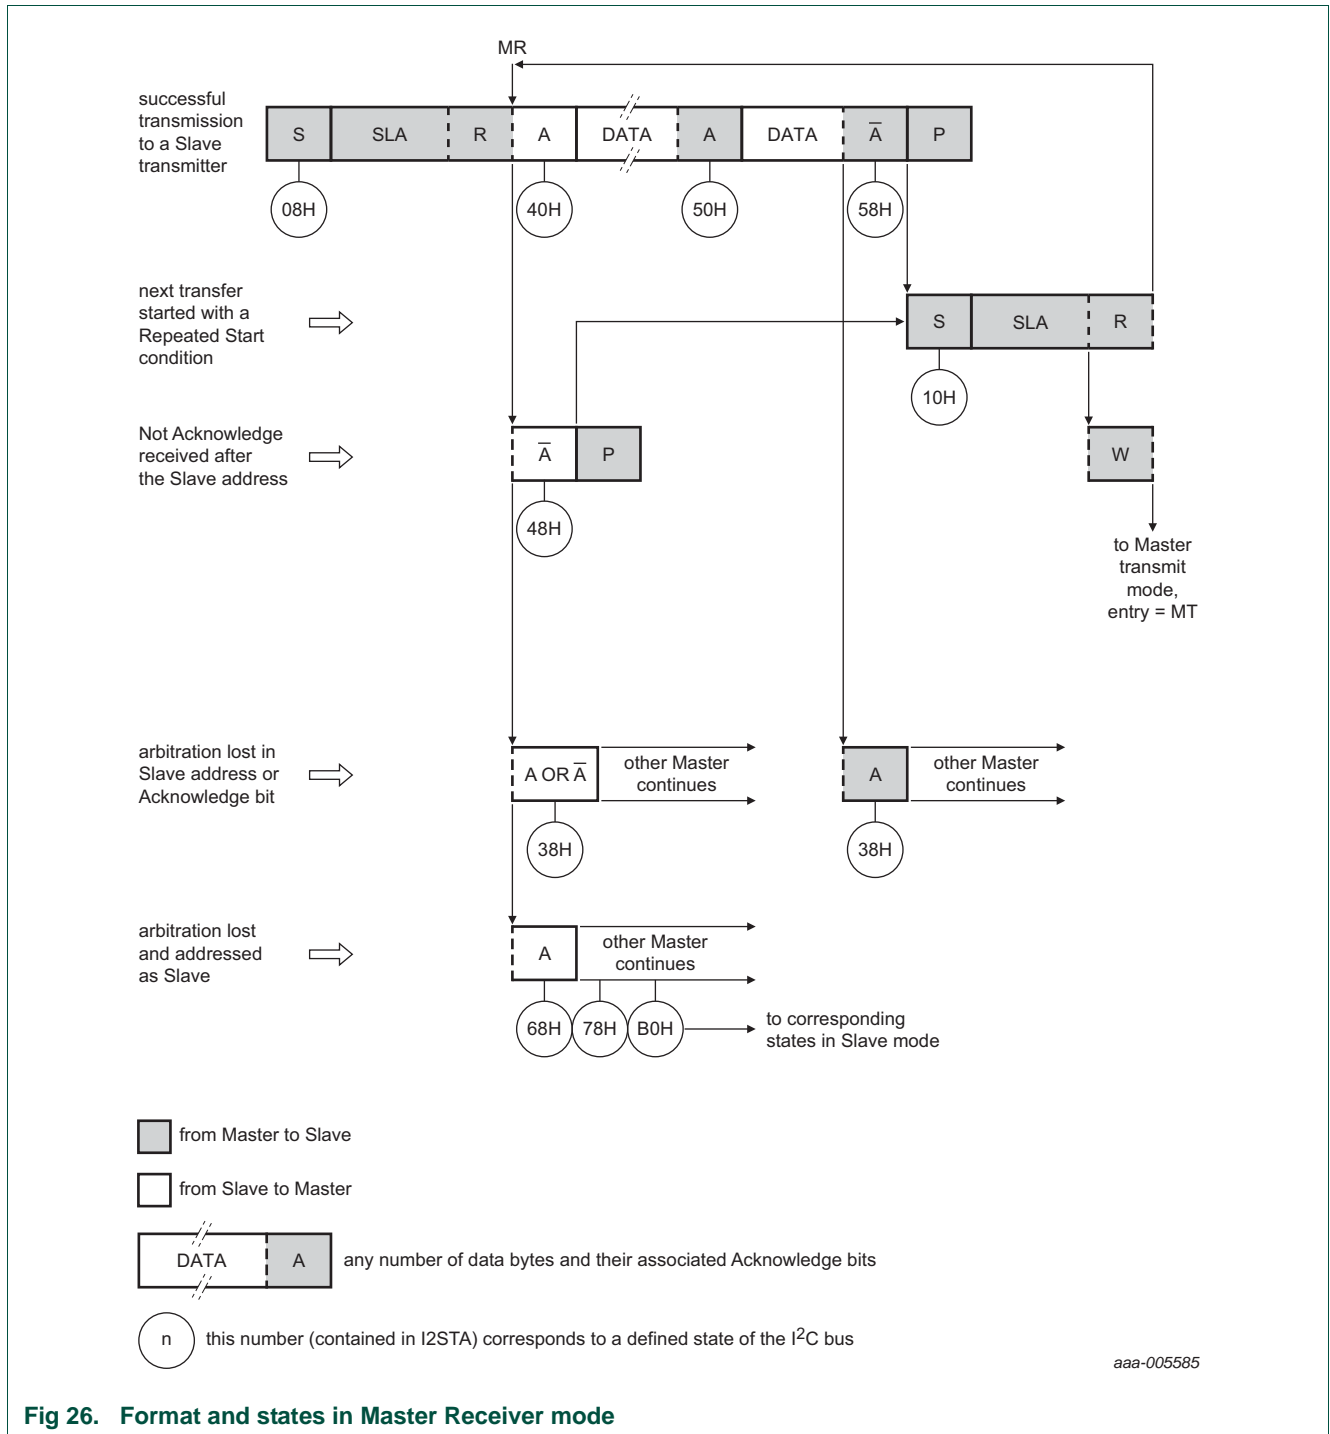 MR
successful
transmission
to a Slave
transmitter
S SLA R A DATA A DATA A̅ P
08H 40H 50H 58H
next transfer
started with a
Repeated Start
condition
S SLA R
10H
Not Acknowledge
received after
the Slave address
A̅ P
W
48H
to Master
transmit
mode,
entry = MT
arbitration lost in
Slave address or
Acknowledge bit
A OR A̅
other Master
continues
A
other Master
continues
38H 38H
arbitration lost
and addressed
as Slave
A
other Master
continues
68H 78H B0H
to corresponding
states in Slave mode
from Master to Slave
from Slave to Master
DATA A any number of data bytes and their associated Acknowledge bits
n this number (contained in I2STA) corresponds to a defined state of the I²C bus
aaa-005585
Fig 26. Format and states in Master Receiver mode